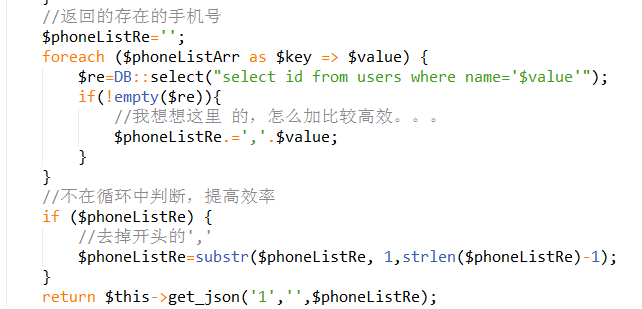 }
//返回的存在的手机号
$phoneListRe='';
foreach ($phoneListArr as $key => $value) {
$re=DB::select("select id from users where name='$value'");
if(!empty($re)){
//我想想这里 的，怎么加比较高效。。。
$phoneListRe.=','.$value;
}
}
//不在循环中判断，提高效率
if ($phoneListRe) {
//去掉开头的','
$phoneListRe=substr($phoneListRe, 1,strlen($phoneListRe)-1);
}
return $this->get_json('1','',$phoneListRe);